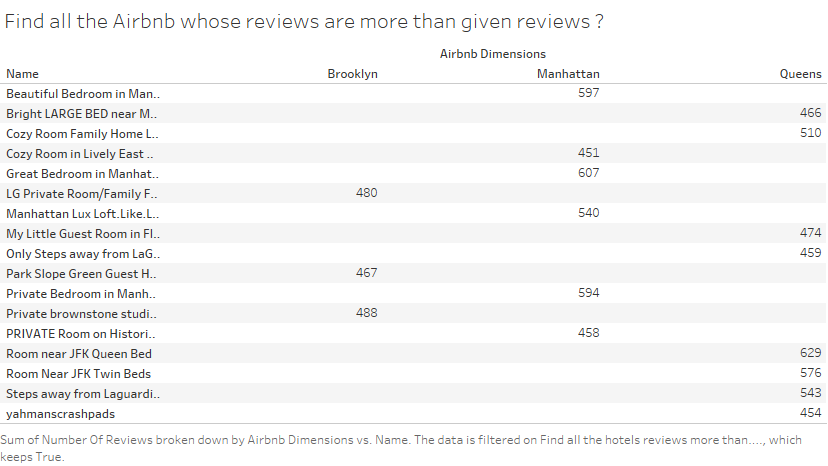 Find all the Airbnb whose reviews are more than given reviews ?
Airbnb Dimensions
Name Brooklyn Manhattan Queens
Beautiful Bedroom in Man.. 597
Bright LARGE BED near M.. 466
Cozy Room Family Home L.. 510
Cozy Room in Lively East .. 451
Great Bedroom in Manhat.. 607
LG Private Room/Family F.. 480
Manhattan Lux Loft.Like.L.. 540
My Little Guest Room in Fl.. 474
Only Steps away from LaG.. 459
Park Slope Green Guest H.. 467
Private Bedroom in Manh.. 594
Private brownstone studi.. 488
PRIVATE Room on Histori.. 458
Room near JFK Queen Bed 629
Room Near JFK Twin Beds 576
Steps away from Laguardi.. 543
yahmanscrashpads 454
Sum of Number Of Reviews broken down by Airbnb Dimensions vs. Name. The data is filtered on Find all the hotels reviews more than...., which
keeps True.